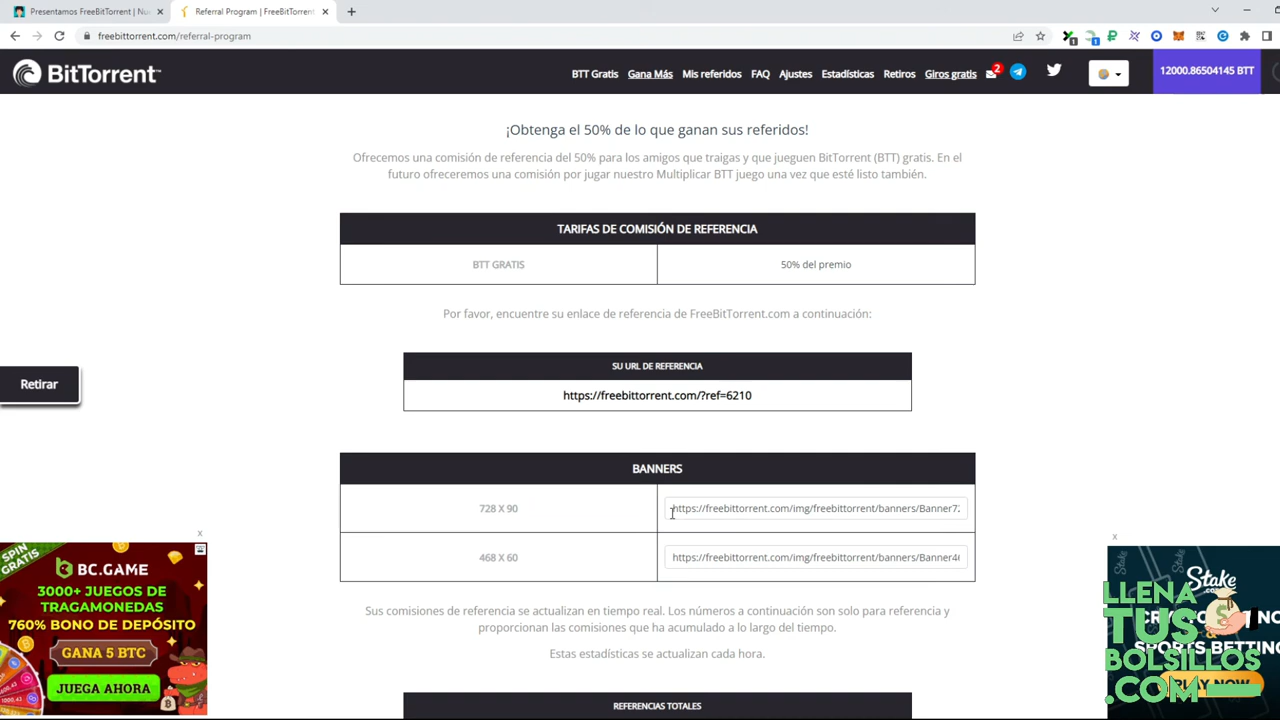 Presentamos FreeBitTorrent | Nu
Referral Program | FreeBitTorrent
freebittorrent.com/referral-program
BitTorrent™
BTT Gratis
Gana Más
Mis referidos
FAQ
Ajustes
Estadísticas
Retiros
Giros gratis
2
12000.86504145 BTT
¡Obtenga el 50% de lo que ganan sus referidos!
Ofrecemos una comisión de referencia del 50% para los amigos que traigas y que jueguen BitTorrent (BTT) gratis. En el
futuro ofreceremos una comisión por jugar nuestro Multiplicar BTT juego una vez que esté listo también.
TARIFAS DE COMISIÓN DE REFERENCIA
BTT GRATIS
50% del premio
Por favor, encuentre su enlace de referencia de FreeBitTorrent.com a continuación:
SU URL DE REFERENCIA
https://freebittorrent.com/?ref=6210
Retirar
BANNERS
728 X 90
https://freebittorrent.com/img/freebittorrent/banners/Banner72
468 X 60
https://freebittorrent.com/img/freebittorrent/banners/Banner46
Sus comisiones de referencia se actualizan en tiempo real. Los números a continuación son solo para referencia y
proporcionan las comisiones que ha acumulado a lo largo del tiempo.
Estas estadísticas se actualizan cada hora.
REFERENCIAS TOTALES
SPIN
GRATIS
BC.GAME
3000+ JUEGOS DE
TRAGAMONEDAS
760% BONO DE DEPÓSITO
GANA 5 BTC
JUEGA AHORA
Stake
SPORTS BETTING
PLAY NOW
LLENA
TUS
BOLSILLOS
.COM